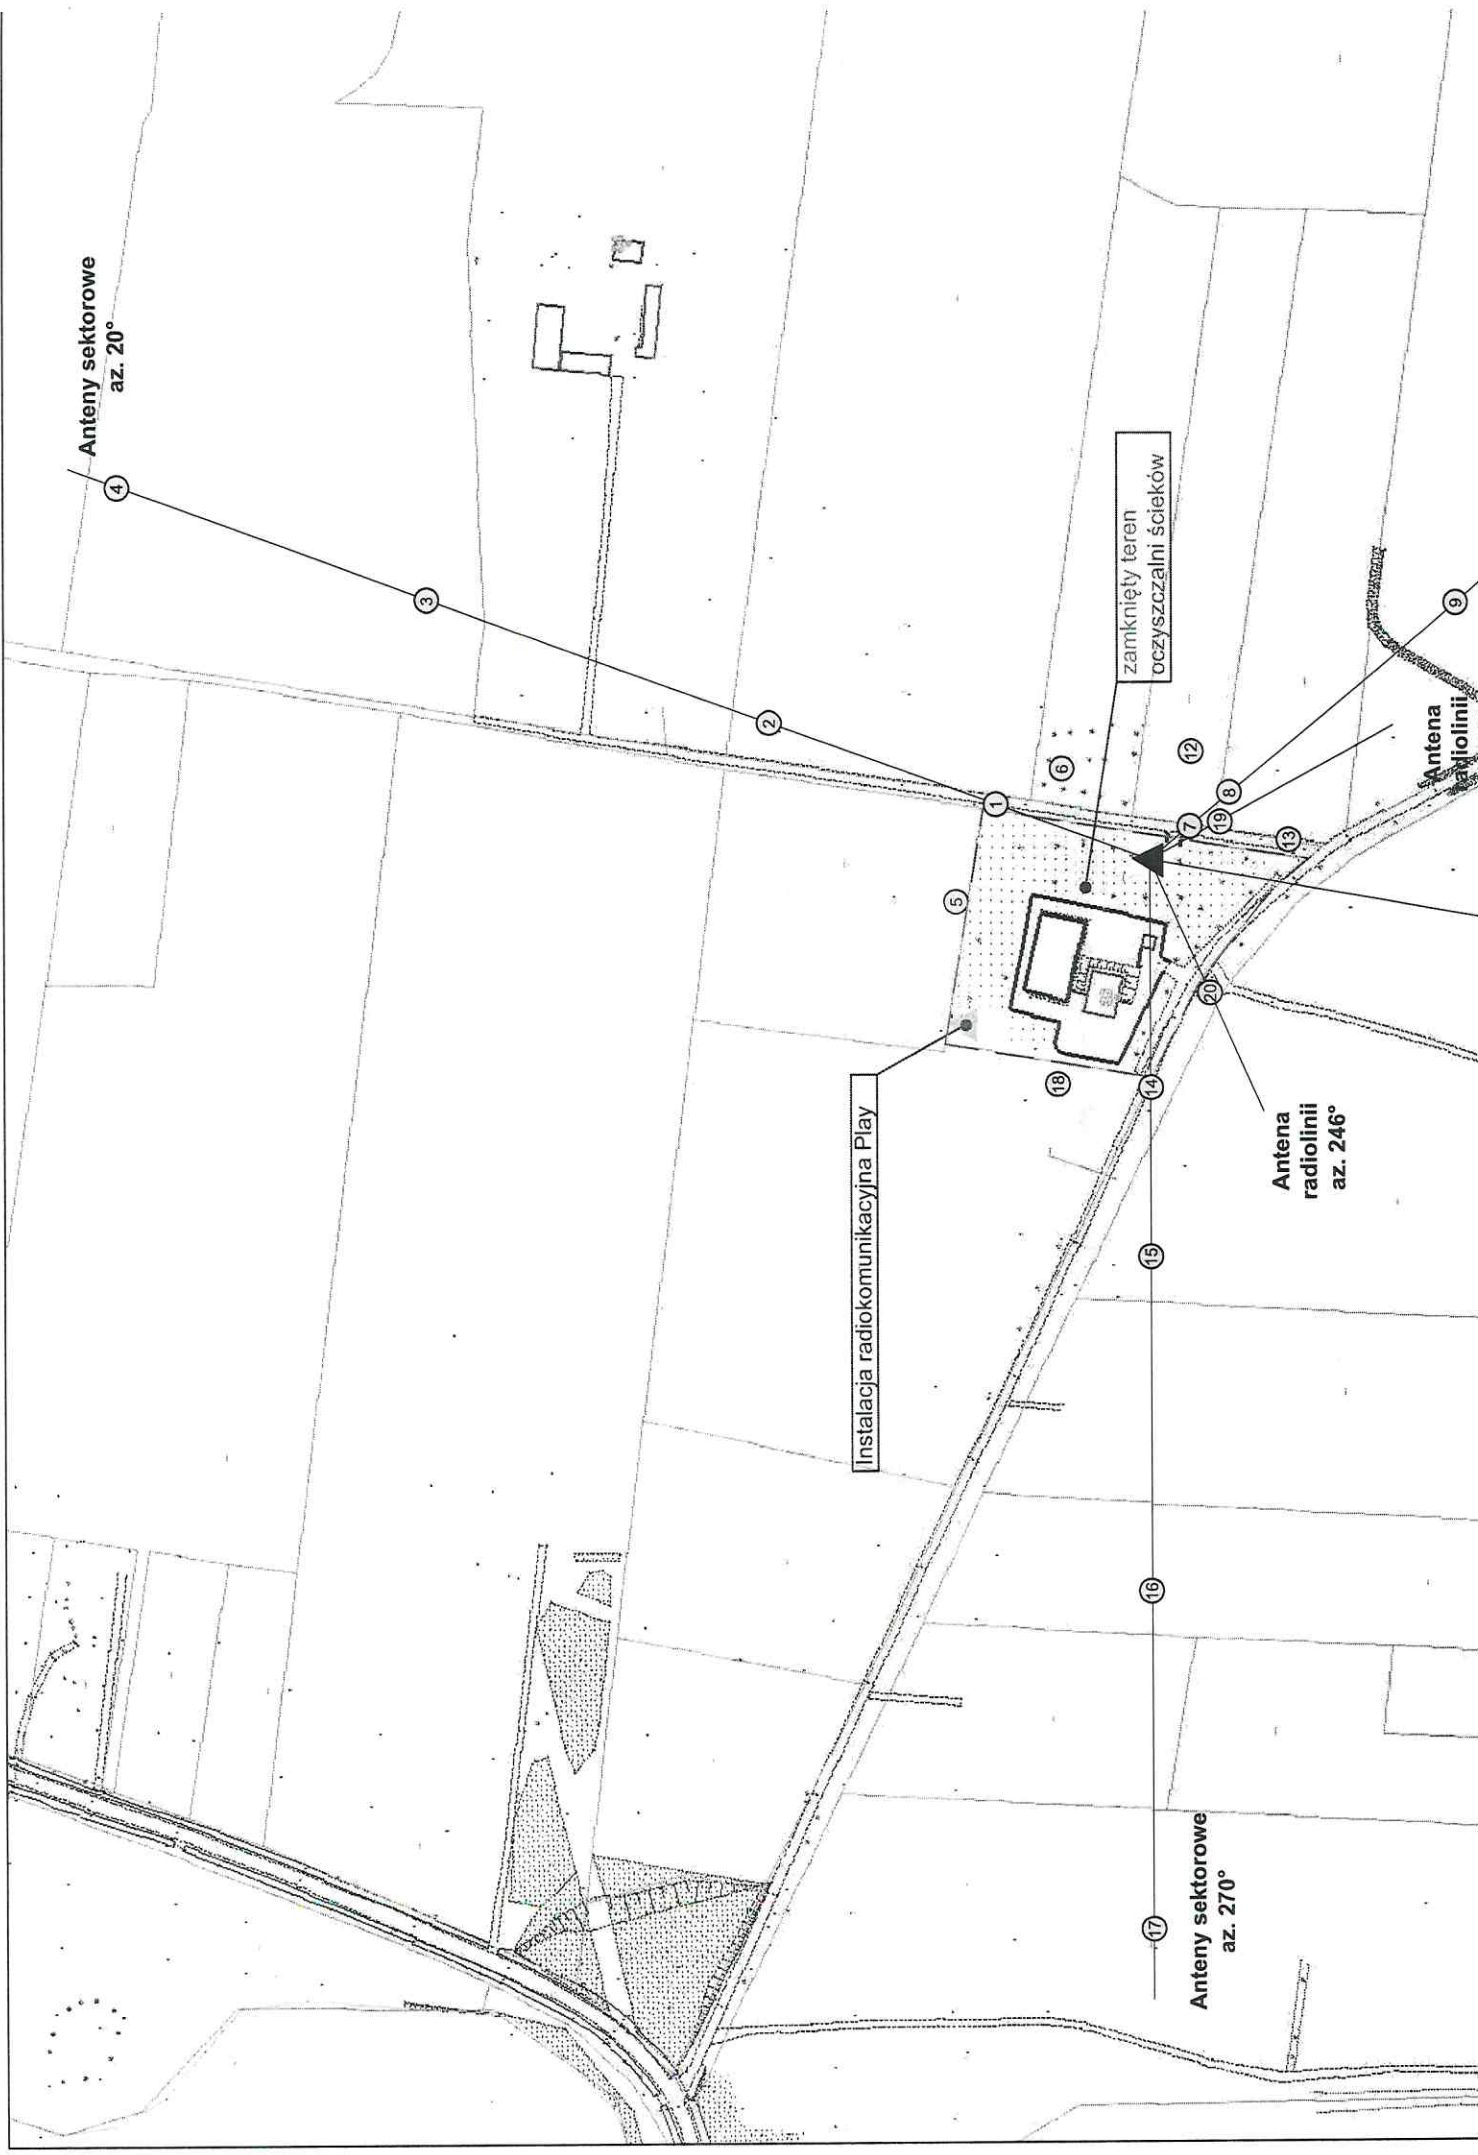 Anteny sektorowe
az. 20°
4
3
2
Instalacja radiokomunikacyjna Play
5
1
18
6
zamknięty teren
oczyszczalni ścieków
17
16
15
14
7
12
Anteny sektorowe
az. 270°
20
19
8
Antena
radiolinii
az. 246°
13
Antena
radiolinii
9